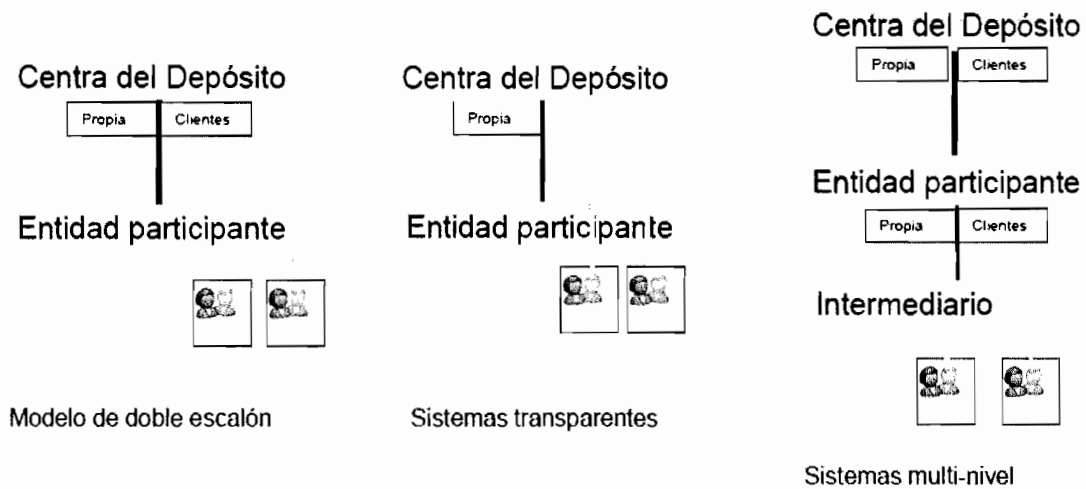 Centra del Depósito
Propia
Clientes
Entidad participante
Modelo de doble escalón
Centra del Depósito
Propia
Entidad participante
Sistemas transparentes
Centra del Depósito
Propia
Clientes
Entidad participante
Propia
Clientes
Intermediario
Sistemas multi-nivel